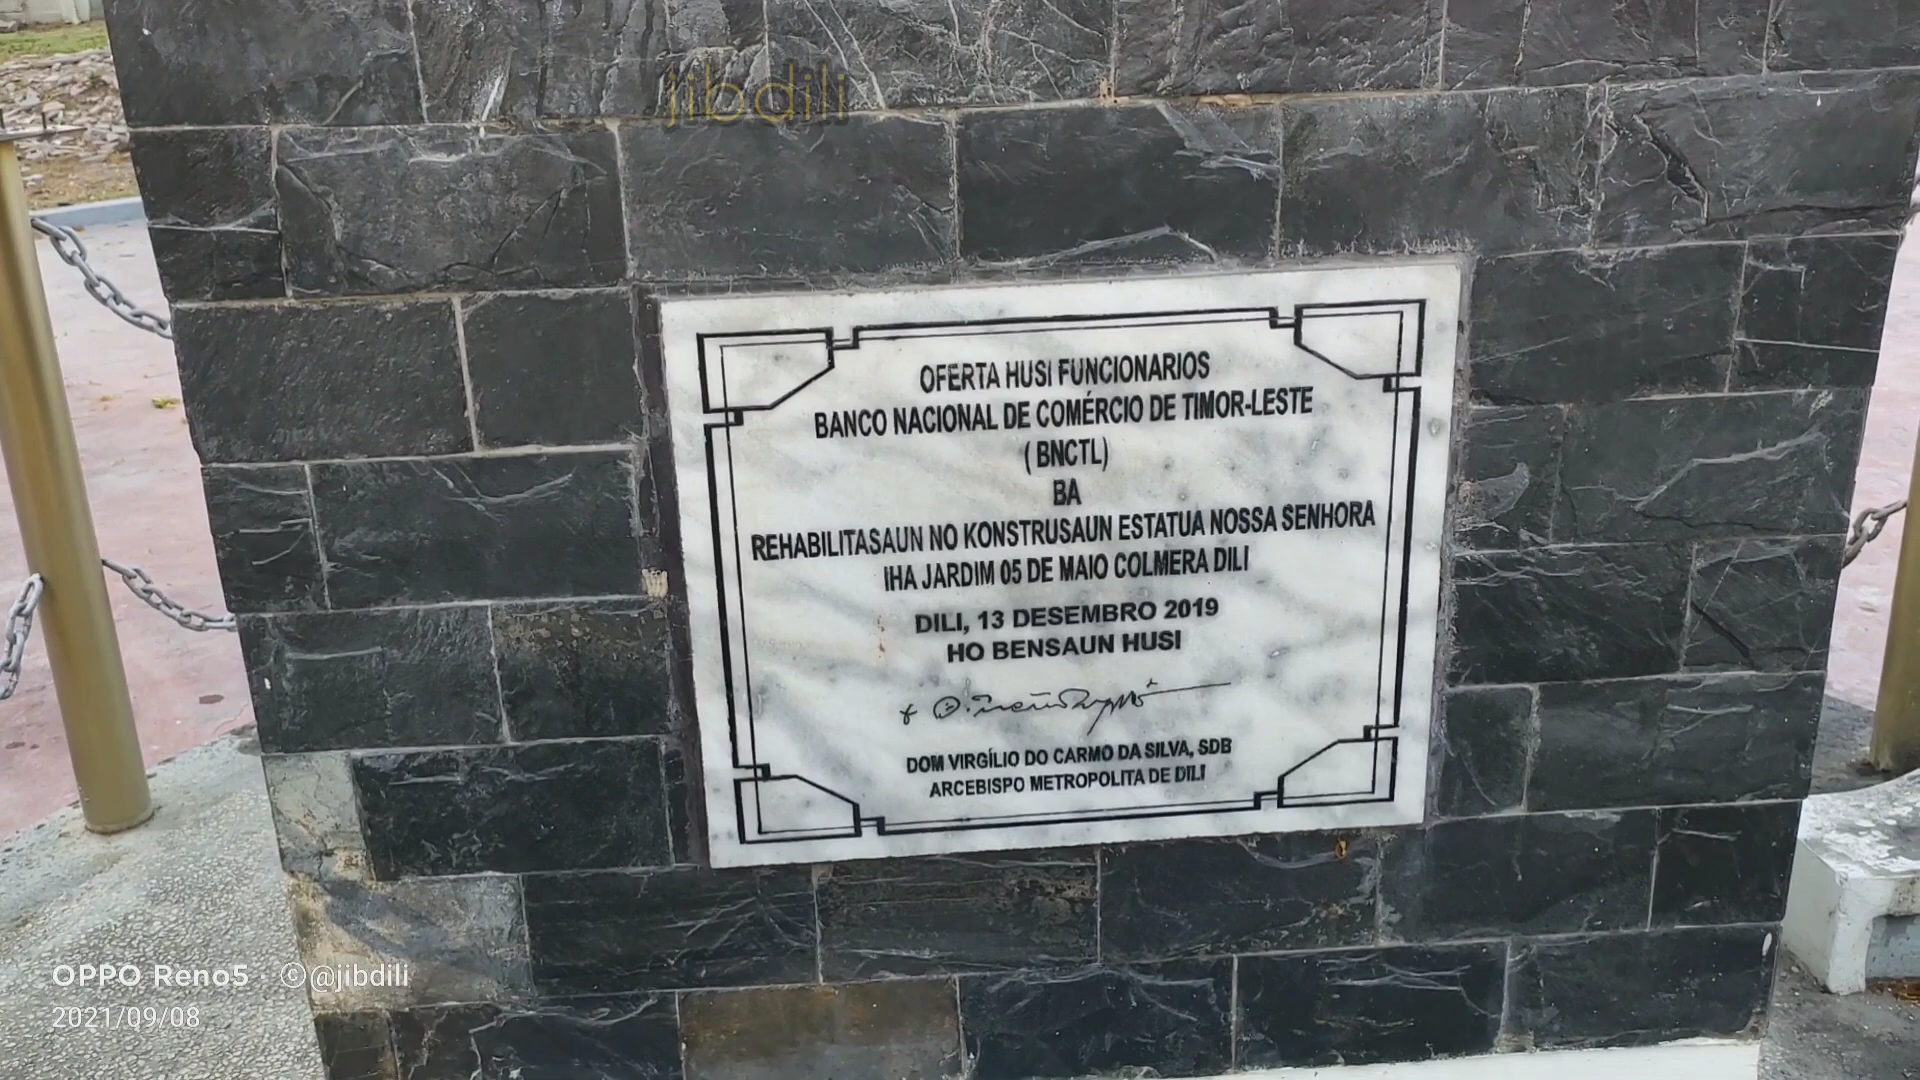 jibdili
OFERTA HUSI FUNCIONARIOS
BANCO NACIONAL DE COMÉRCIO DE TIMOR-LESTE
( BNCTL)
BA
REHABILITASAUN NO KONSTRUSAUN ESTATUA NOSSA SENHORA
IHA JARDIM 05 DE MAIO COLMERA DILI
DILI, 13 DESEMBRO 2019
HO BENSAUN HUSI
DOM VIRGÍLIO DO CARMO DA SILVA, SDB
ARCEBISPO METROPOLITA DE DILI
OPPO Reno5 · ©@jibdili
2021/09/08